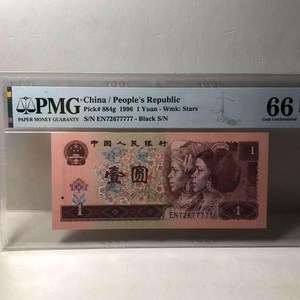 PMG
PAPER MONEY GUARANTY
China / People's Republic
Pick# 884g 1996 1 Yuan - Wmk: Stars
S/N EN72677777 - Black S/N
66
Gem Uncirculated
中国人民银行
1
壹圆
EN72677777
1